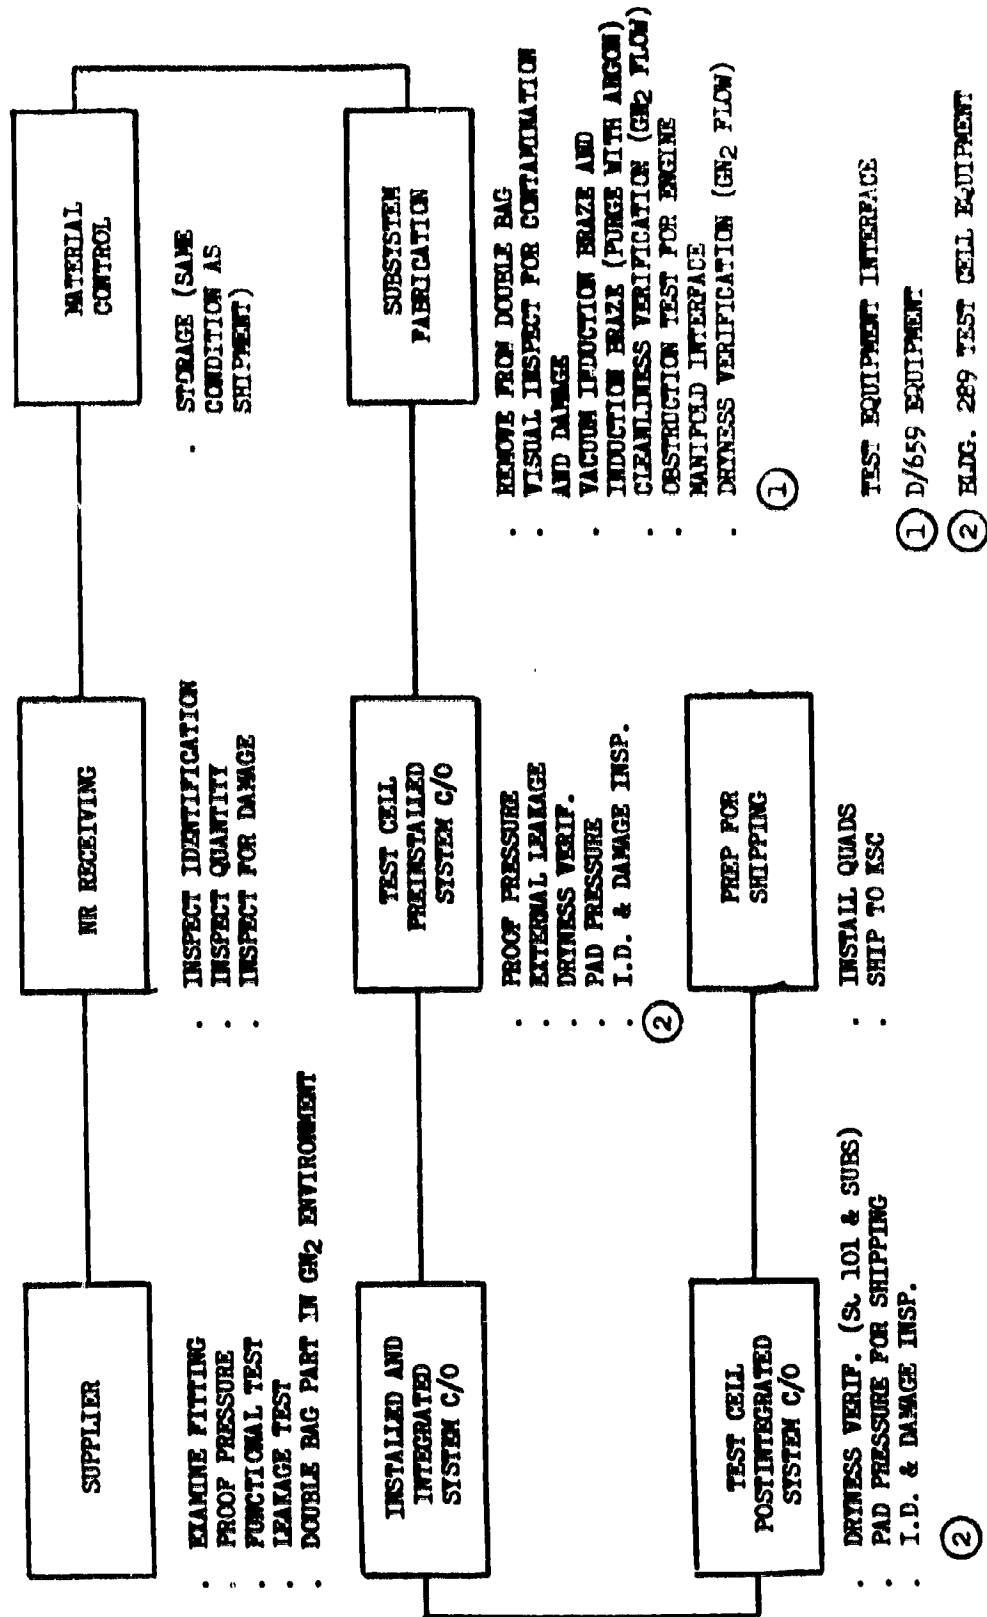 SUPPLIER
. EXAMINE FITTING
. PROOF PRESSURE
. FUNCTIONAL TEST
. LEAKAGE TEST
. DOUBLE BAG PART IN GN2 ENVIRONMENT
NR RECEIVING
. INSPECT IDENTIFICATION
. INSPECT QUANTITY
. INSPECT FOR DAMAGE
MATERIAL
CONTROL
. STORAGE (SAME
CONDITION AS
SHIPMENT)
INSTALLED AND
INTEGRATED
SYSTEM C/O
TEST CELL
PREINSTALLED
SYSTEM C/O
. PROOF PRESSURE
. EXTERNAL LEAKAGE
. DRYNESS VERIF.
. PAD PRESSURE
. I.D. & DAMAGE INSP.
2
SUBSYSTEM
FABRICATION
. REMOVE FROM DOUBLE BAG
. VISUAL INSPECT FOR CONTAMINATION
AND DAMAGE
. VACUUM INDUCTION BRAZE AND
INDUCTION BRAZE (PURGE WITH ARGON)
. CLEANLINESS VERIFICATION (GN2 FLOW)
. OBSTRUCTION TEST FOR ENGINE
MANIFOLD INTERFACE
. DRYNESS VERIFICATION (GN2 FLOW)
1
TEST CELL
POSTINTEGRATED
SYSTEM C/O
. DRYNESS VERIF. (SC 101 & SUBS)
. PAD PRESSURE FOR SHIPPING
. I.D. & DAMAGE INSP.
2
PREP FOR
SHIPPING
. INSTALL QUADS
. SHIP TO KSC
TEST EQUIPMENT INTERFACE
1 D/659 EQUIPMENT
2 BLDG. 289 TEST CELL EQUIPMENT